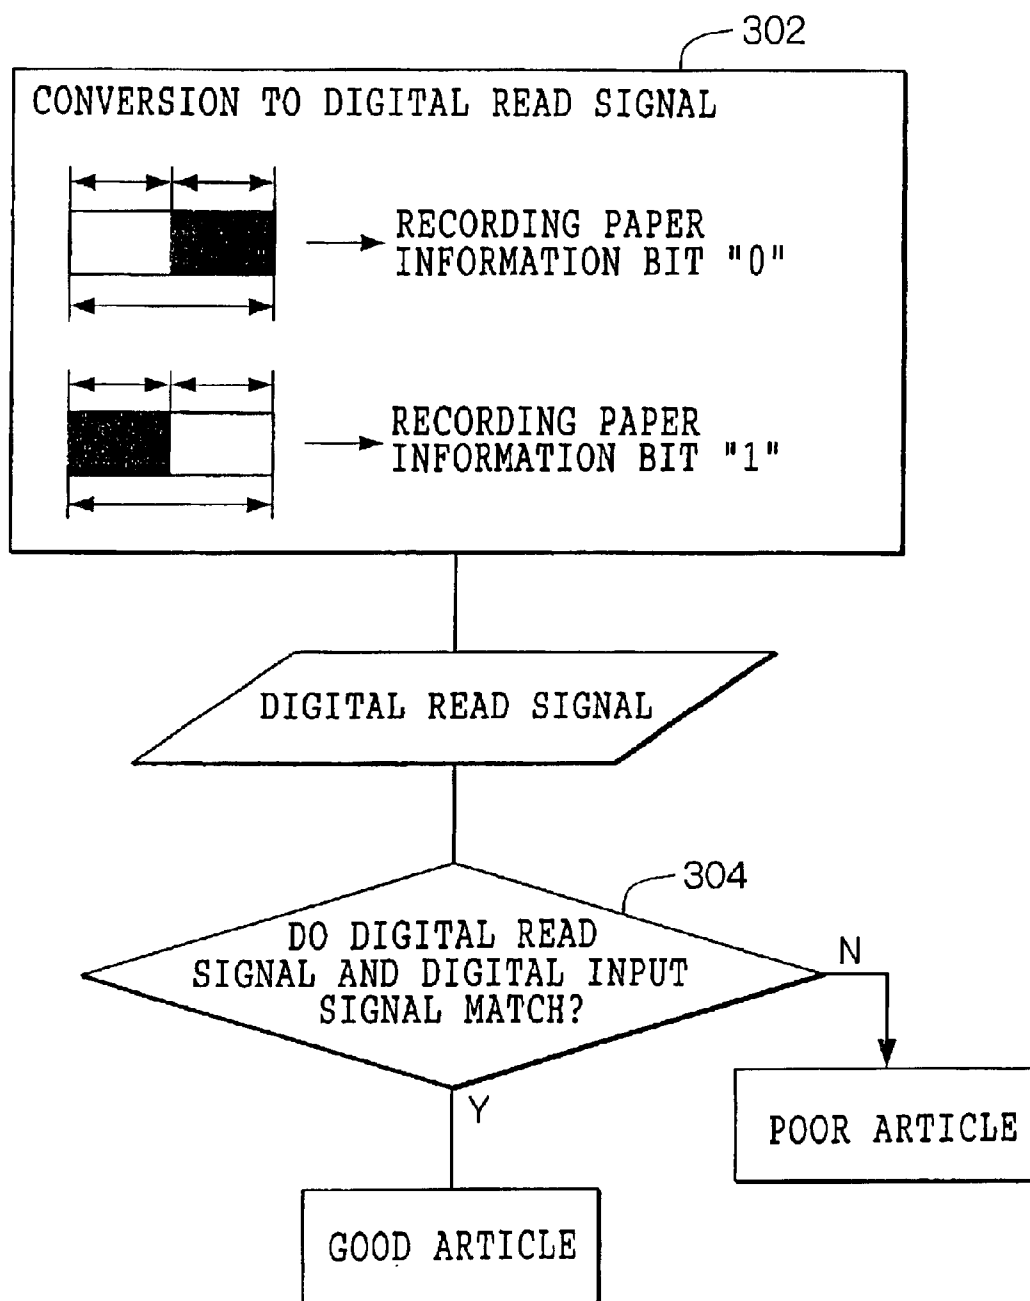 302
CONVERSION TO DIGITAL READ SIGNAL
RECORDING PAPER
INFORMATION BIT "0"
RECORDING PAPER
INFORMATION BIT "1"
DIGITAL READ SIGNAL
304
DO DIGITAL READ
SIGNAL AND DIGITAL INPUT
SIGNAL MATCH?
N
Y
POOR ARTICLE
GOOD ARTICLE